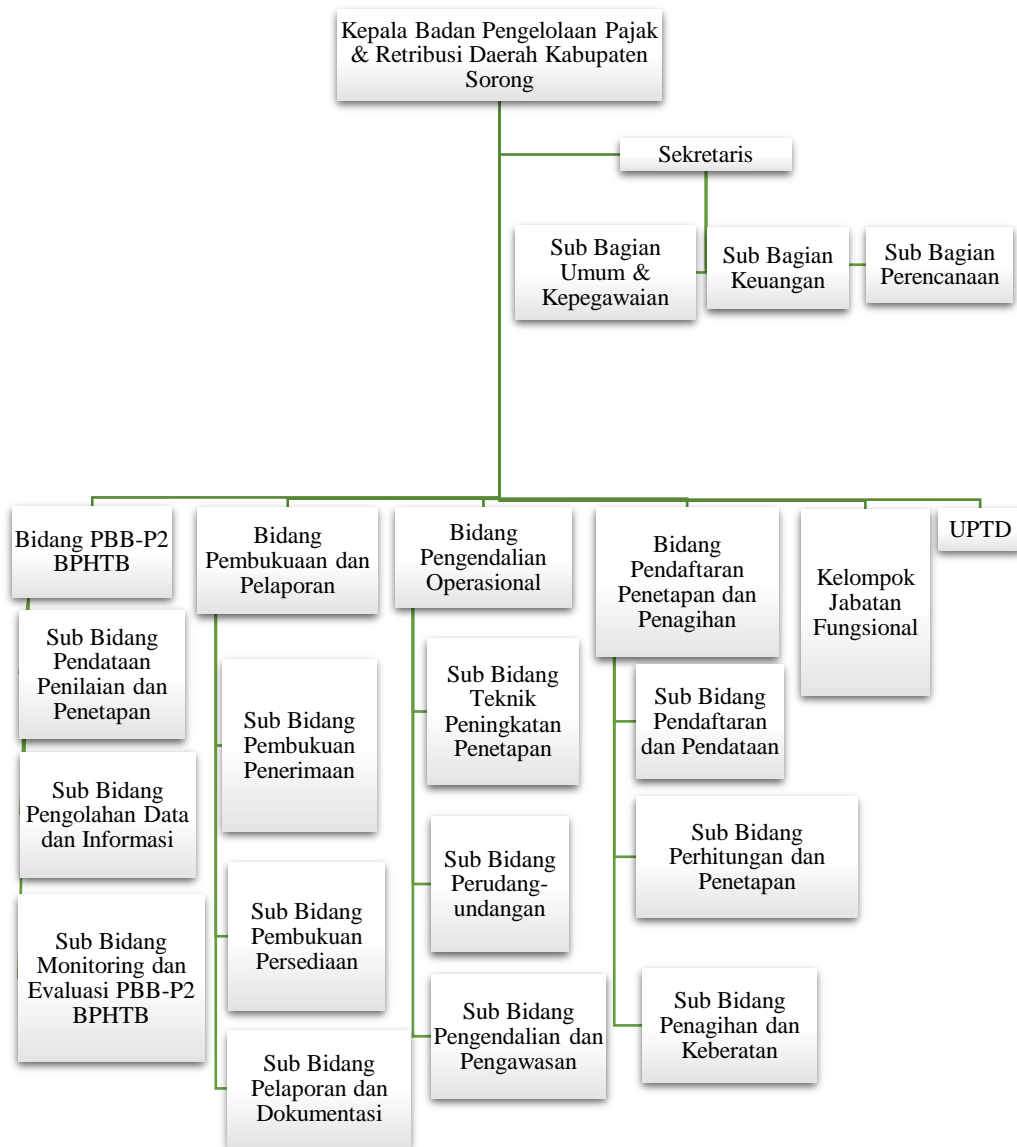 Kepala Badan Pengelolaan Pajak
& Retribusi Daerah Kabupaten
Sorong
Sekretaris
Sub Bagian
Umum &
Kepegawaian
Sub Bagian
Keuangan
Sub Bagian
Perencanaan
Bidang PBB-P2
BPHTB
Sub Bidang
Pendataan
Penilaian dan
Penetapan
Sub Bidang
Pengolahan Data
dan Informasi
Sub Bidang
Monitoring dan
Evaluasi PBB-P2
BPHTB
Bidang
Pembukuaan dan
Pelaporan
Sub Bidang
Pembukuan
Penerimaan
Sub Bidang
Pembukuan
Persediaan
Sub Bidang
Pelaporan dan
Dokumentasi
Bidang
Pengendalian
Operasional
Sub Bidang
Teknik
Peningkatan
Penetapan
Sub Bidang
Perudang-
undangan
Sub Bidang
Pengendalian dan
Pengawasan
Bidang
Pendaftaran
Penetapan dan
Penagihan
Sub Bidang
Pendaftaran
dan Pendataan
Sub Bidang
Perhitungan dan
Penetapan
Sub Bidang
Penagihan dan
Keberatan
Kelompok
Jabatan
Fungsional
UPTD